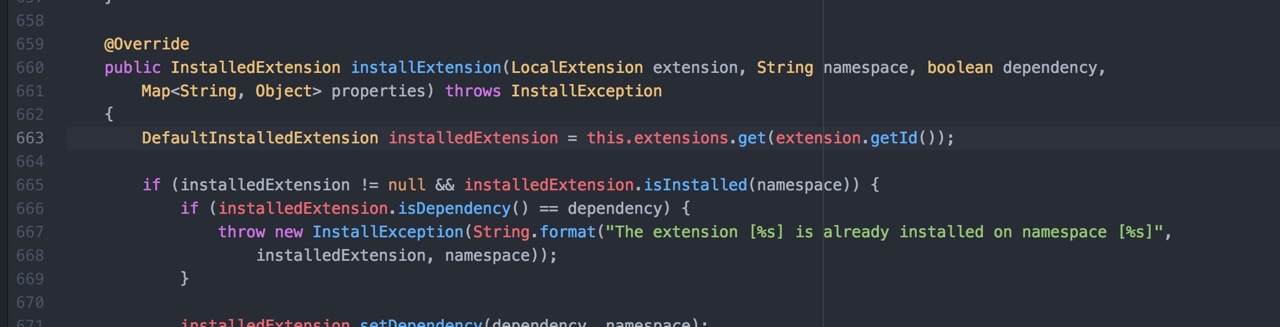 657 }
658
659 @Override
660 public InstalledExtension installExtension(LocalExtension extension, String namespace, boolean dependency,
661 Map<String, Object> properties) throws InstallException
662 {
663 DefaultInstalledExtension installedExtension = this.extensions.get(extension.getId());
664
665 if (installedExtension != null && installedExtension.isInstalled(namespace)) {
666 if (installedExtension.isDependency() == dependency) {
667 throw new InstallException(String.format("The extension [%s] is already installed on namespace [%s]",
668 installedExtension, namespace));
669 }
670
671 installedExtension.setDependency(dependency, namespace);